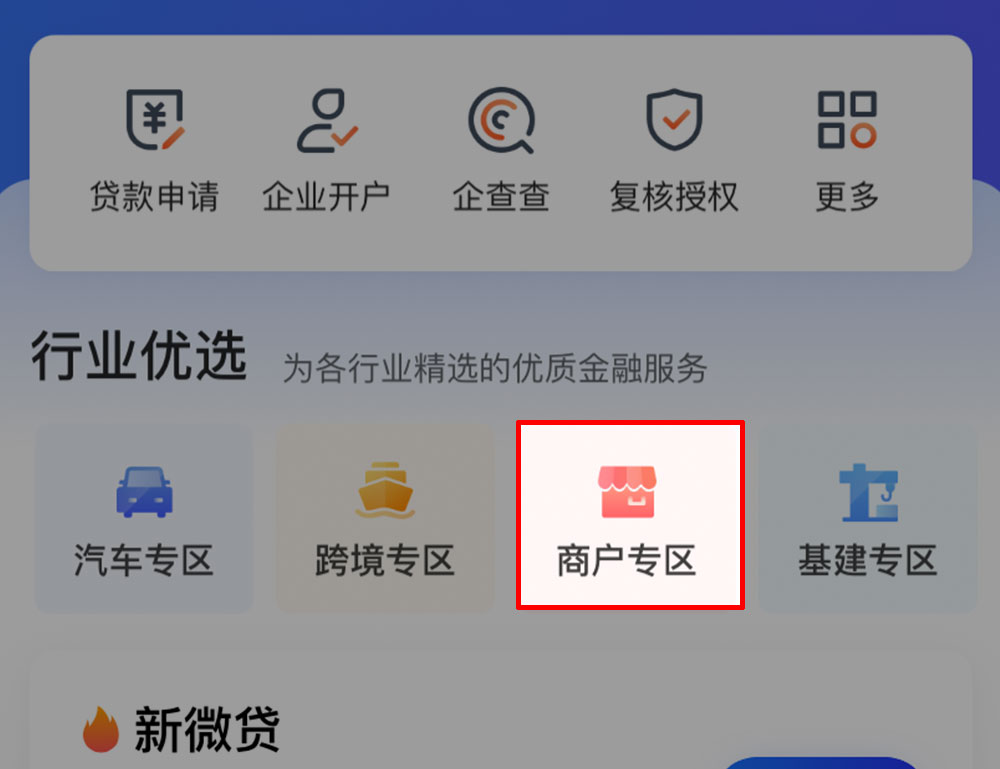 贷款申请 企业开户 企查查 复核授权 更多
行业优选 为各行业精选的优质金融服务
汽车专区 跨境专区 商户专区 基建专区
新微贷